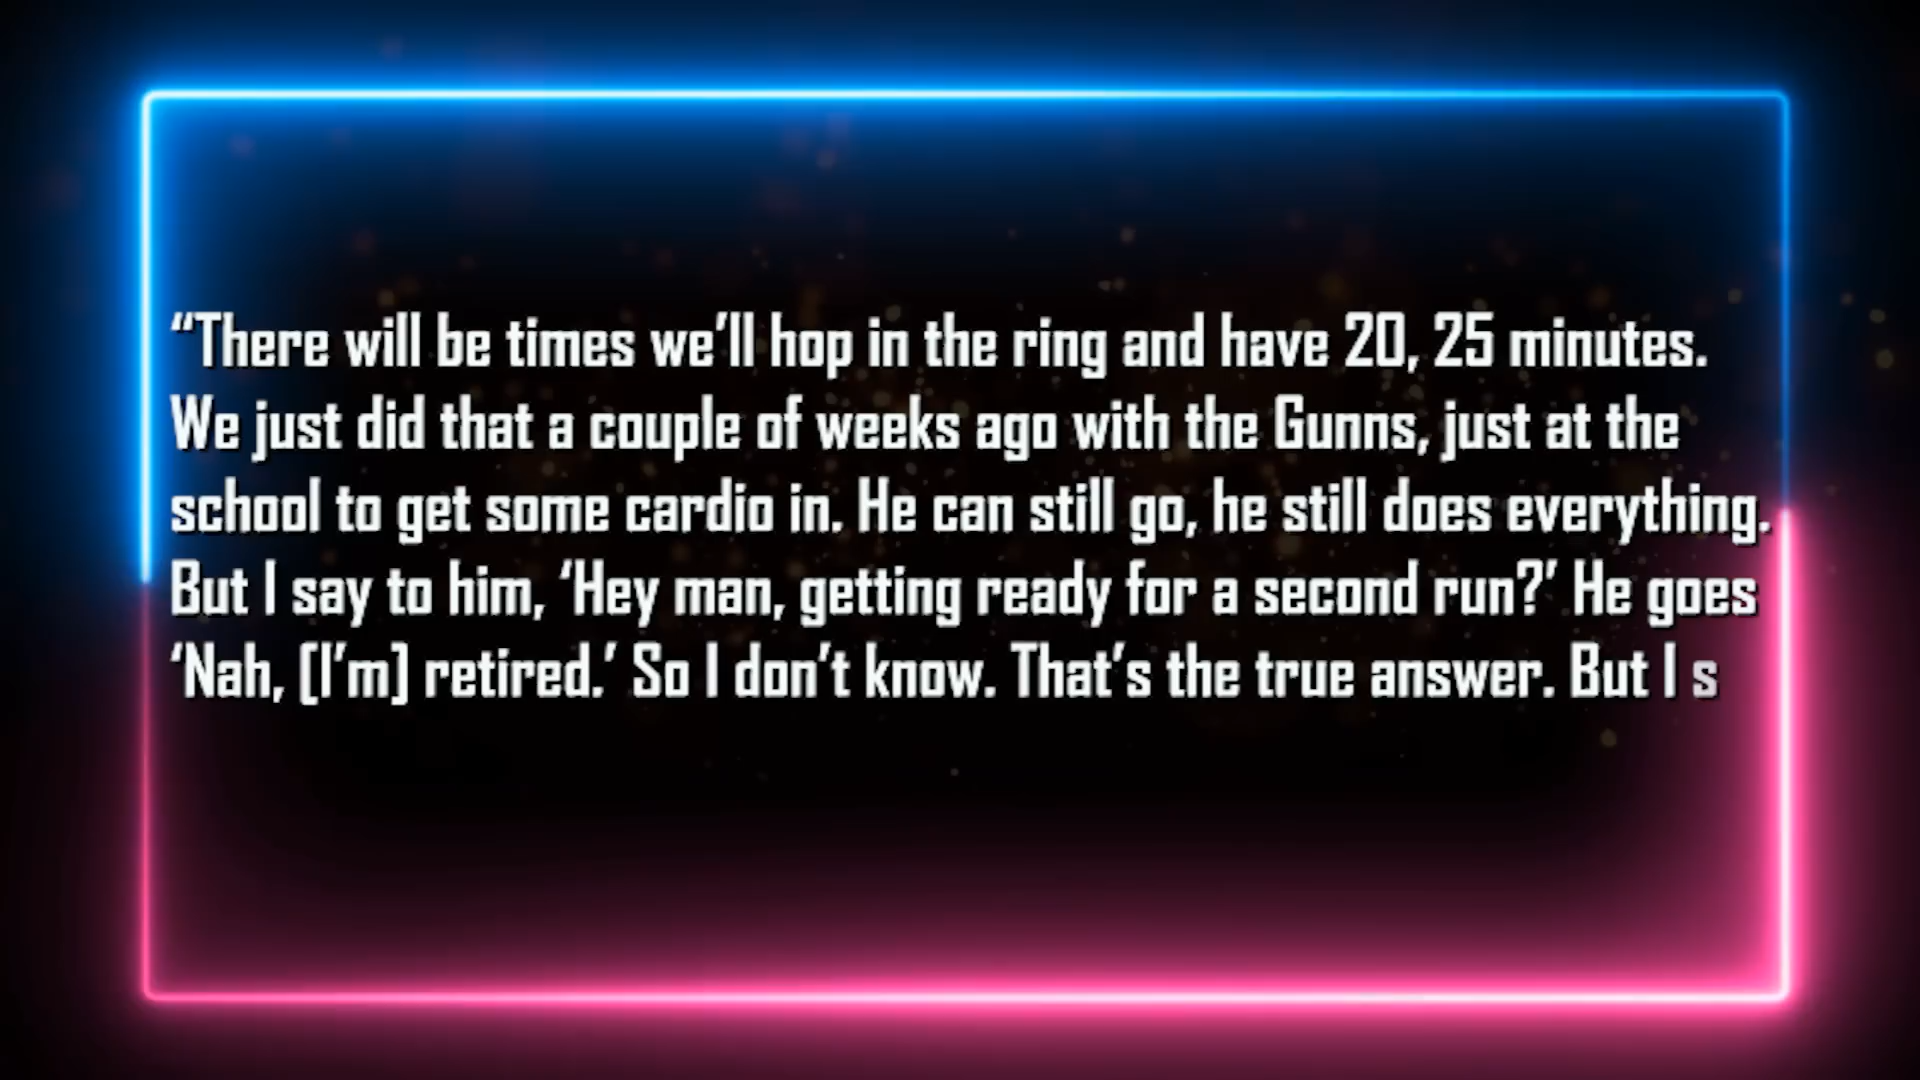 “There will be times we’ll hop in the ring and have 20, 25 minutes.
We just did that a couple of weeks ago with the Gunns, just at the
school to get some cardio in. He can still go, he still does everything.
But I say to him, ‘Hey man, getting ready for a second run?’ He goes
‘Nah, [I’m] retired.’ So I don’t know. That’s the true answer. But I s